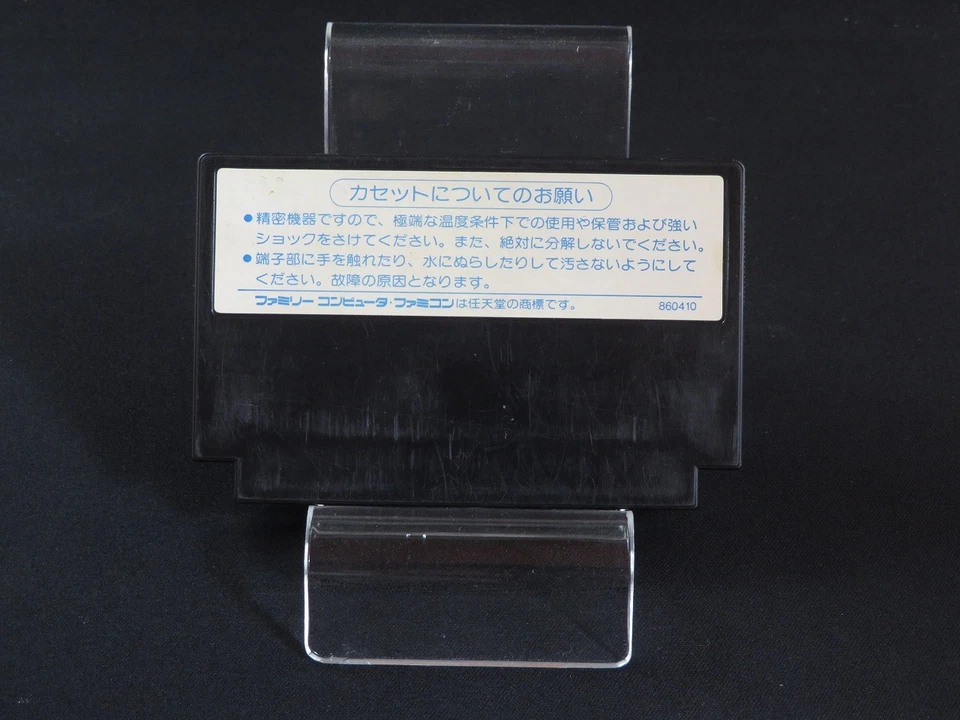 カセットについてのお願い
●精密機器ですので、極端な温度条件下での使用や保管および強い
ショックをさけてください。また、絶対に分解しないでください。
●端子部に手を触れたり、水にぬらしたりして汚さないようにして
ください。故障の原因となります。
ファミリー コンピュータ・ファミコンは任天堂の商標です。 860410